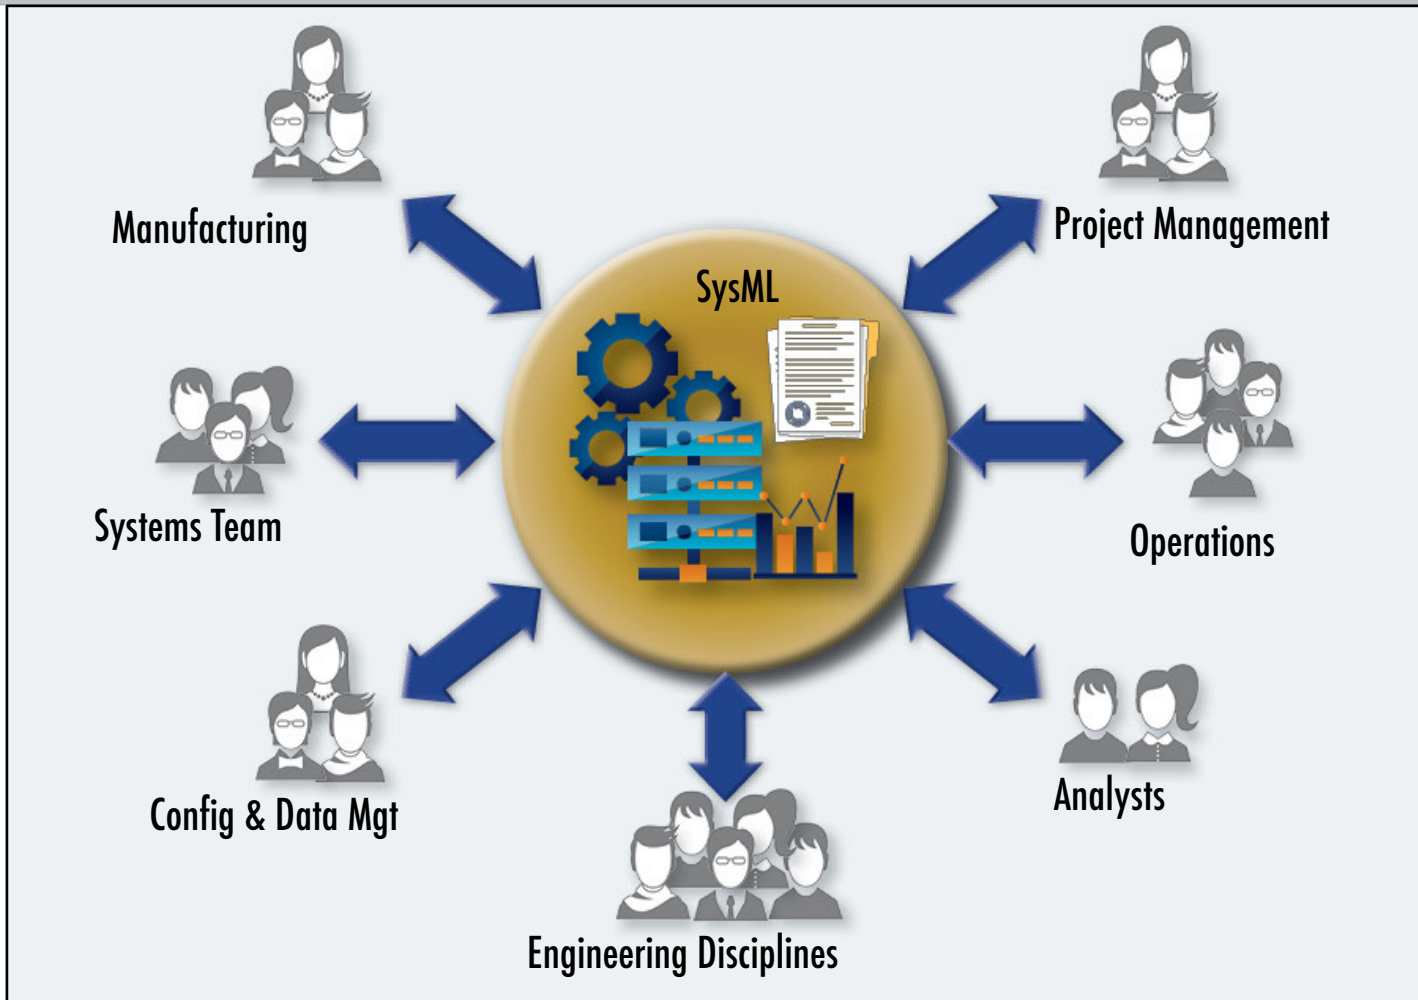 Manufacturing
Project Management
SysML
Systems Team
Operations
Config & Data Mgt
Analysts
Engineering Disciplines